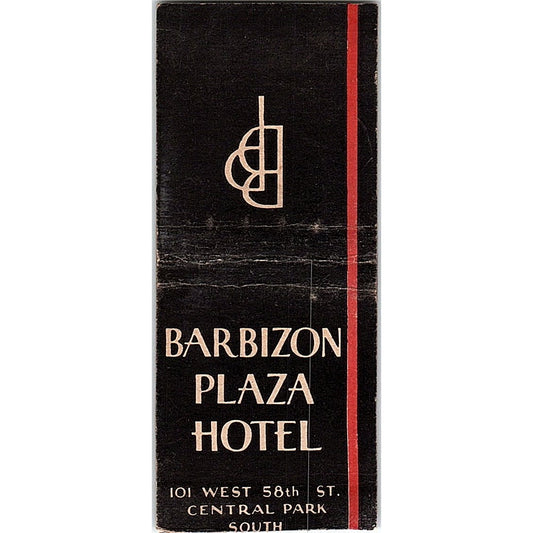 BARBIZON
PLAZA
HOTEL
101 WEST 58th ST.
CENTRAL PARK
SOUTH